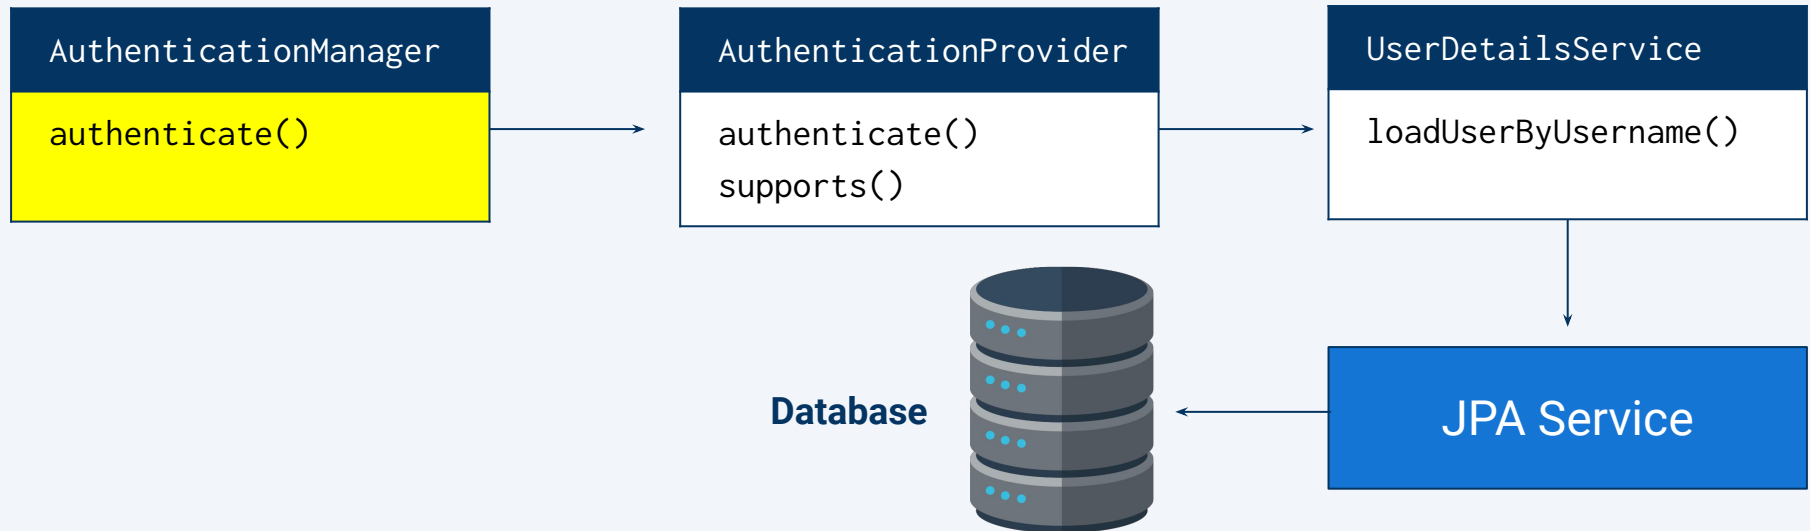 AuthenticationManager
authenticate()
AuthenticationProvider
authenticate()
supports()
UserDetailsService
loadUserByUsername()
Database
JPA Service